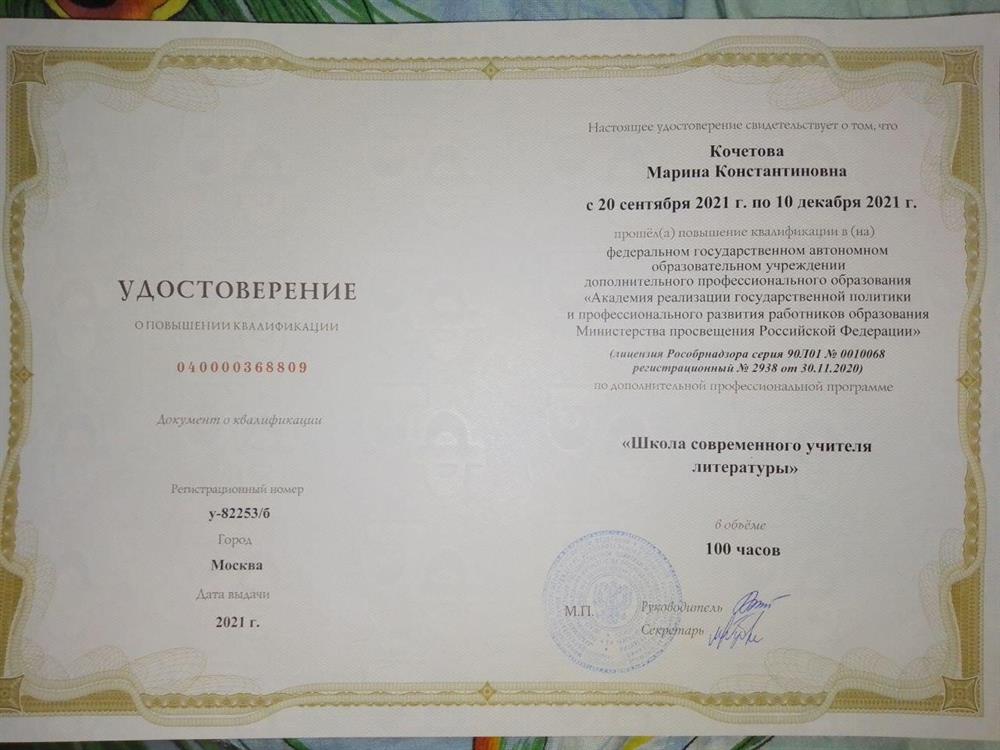 УДОСТОВЕРЕНИЕ
О ПОВЫШЕНИИ КВАЛИФИКАЦИИ
040000368809
Документ о квалификации
Регистрационный номер
у-82253/б
Город
Москва
Дата выдачи
2021 г.
Настоящее удостоверение свидетельствует о том, что
Кочетова
Марина Константиновна
с 20 сентября 2021 г. по 10 декабря 2021 г.
прошёл(а) повышение квалификации в (на)
федеральном государственном автономном
образовательном учреждении
дополнительного профессионального образования
«Академия реализации государственной политики
и профессионального развития работников образования
Министерства просвещения Российской Федерации»
(лицензия Рособрнадзора серия 90Л01 № 0010068
регистрационный № 2938 от 30.11.2020)
по дополнительной профессиональной программе
«Школа современного учителя
литературы»
в объёме
100 часов
М.П.
Руководитель
Секретарь